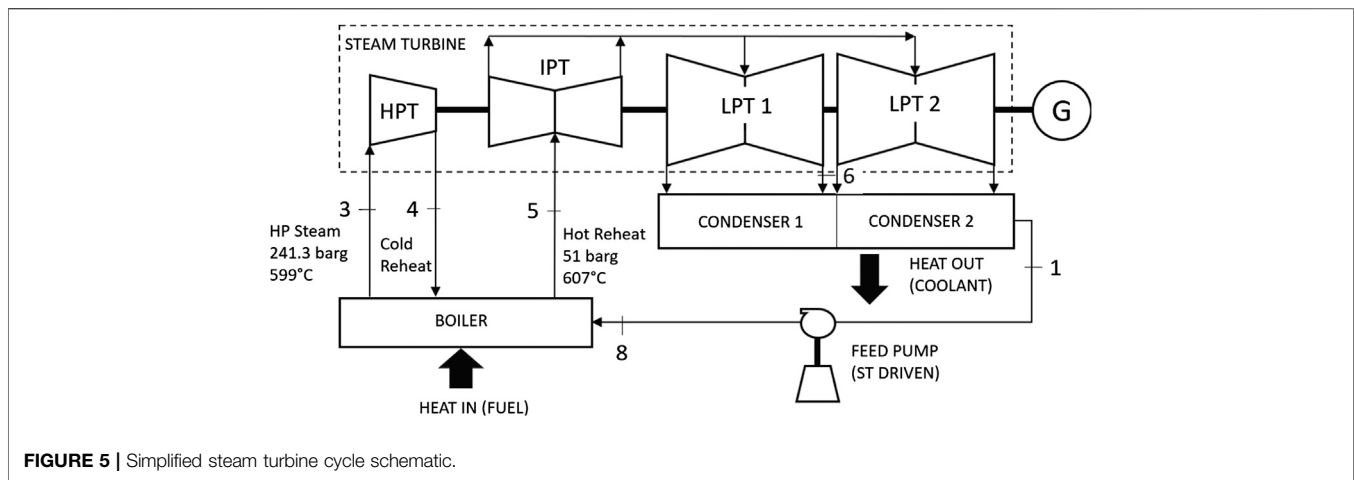 STEAM TURBINE
IPT
HPT
LPT 1
LPT 2
G
6
3
4
5
HP Steam
241.3 barg
599°C
Cold
Reheat
Hot Reheat
51 barg
607°C
CONDENSER 1
CONDENSER 2
1
HEAT OUT
(COOLANT)
BOILER
8
FEED PUMP
(ST DRIVEN)
HEAT IN (FUEL)
FIGURE 5 | Simplified steam turbine cycle schematic.